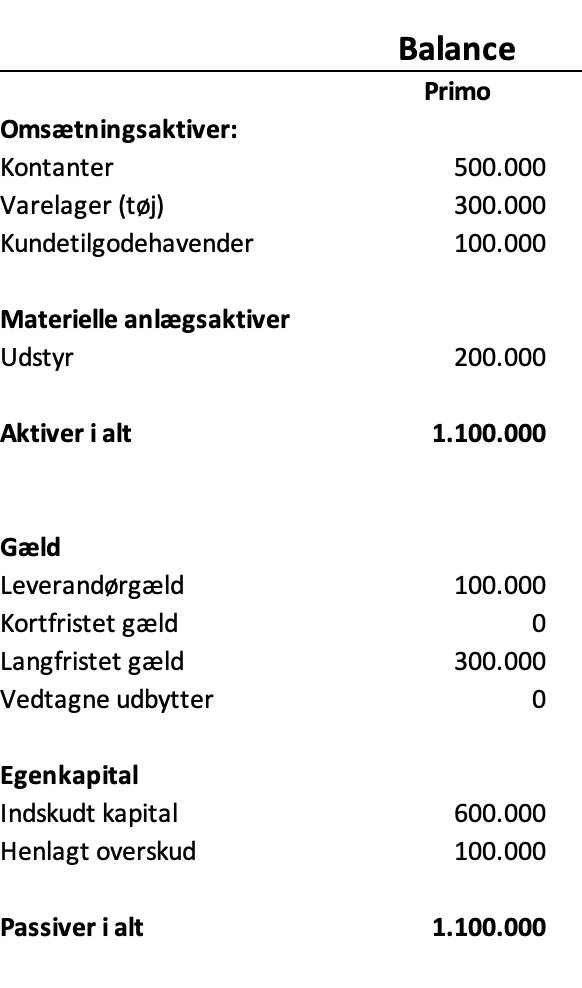 Balance
Primo
Omsætningsaktiver:
Kontanter 500.000
Varelager (tøj) 300.000
Kundetilgodehavender 100.000
Materielle anlægsaktiver
Udstyr 200.000
Aktiver i alt 1.100.000
Gæld
Leverandørgæld 100.000
Kortfristet gæld 0
Langfristet gæld 300.000
Vedtagne udbytter 0
Egenkapital
Indskudt kapital 600.000
Henlagt overskud 100.000
Passiver i alt 1.100.000